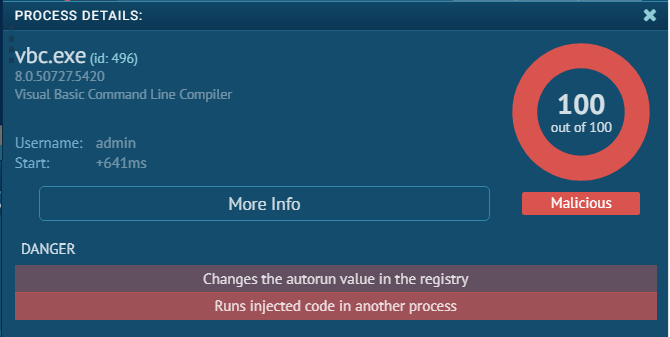 PROCESS DETAILS:
vbc.exe (id: 496)
8.0.50727.5420
Visual Basic Command Line Compiler
Username: admin
Start: +641ms
100
out of 100
More Info
Malicious
DANGER
Changes the autorun value in the registry
Runs injected code in another process